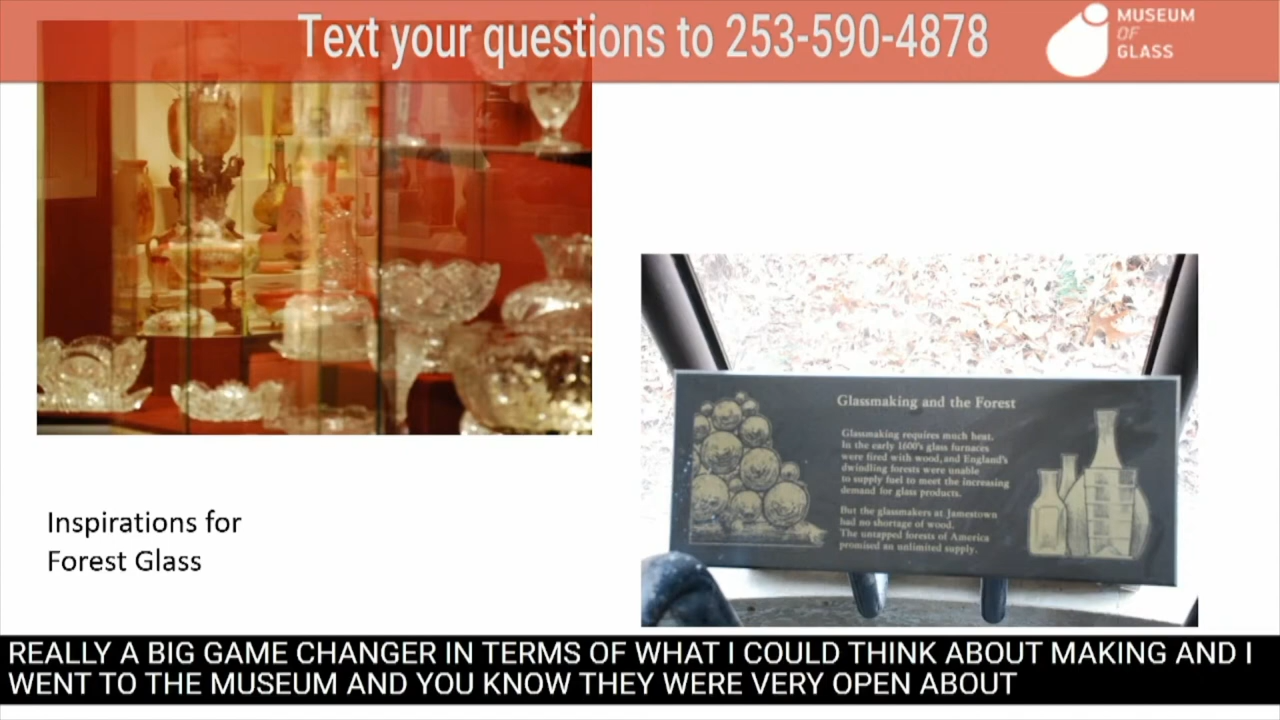 Text your questions to 253-590-4878
MUSEUM
OF
GLASS
Glassmaking and the Forest
Glassmaking requires much heat.
In the early 1600's glass furnaces
were fired with wood, and England's
dwindling forests were unable
to supply fuel to meet the increasing
demand for glass products.
But the glassmakers at Jamestown
had no shortage of wood.
The untapped forests of America
promised an unlimited supply.
Inspirations for
Forest Glass
REALLY A BIG GAME CHANGER IN TERMS OF WHAT I COULD THINK ABOUT MAKING AND I
WENT TO THE MUSEUM AND YOU KNOW THEY WERE VERY OPEN ABOUT